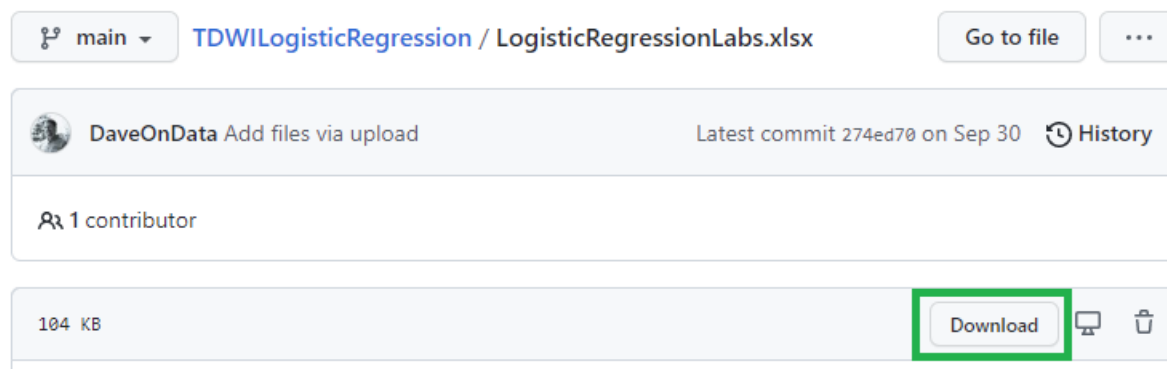 main TDWILogisticRegression / LogisticRegressionLabs.xlsx Go to file ...
DaveOnData Add files via upload Latest commit 274ed70 on Sep 30 History
1 contributor
104 KB Download